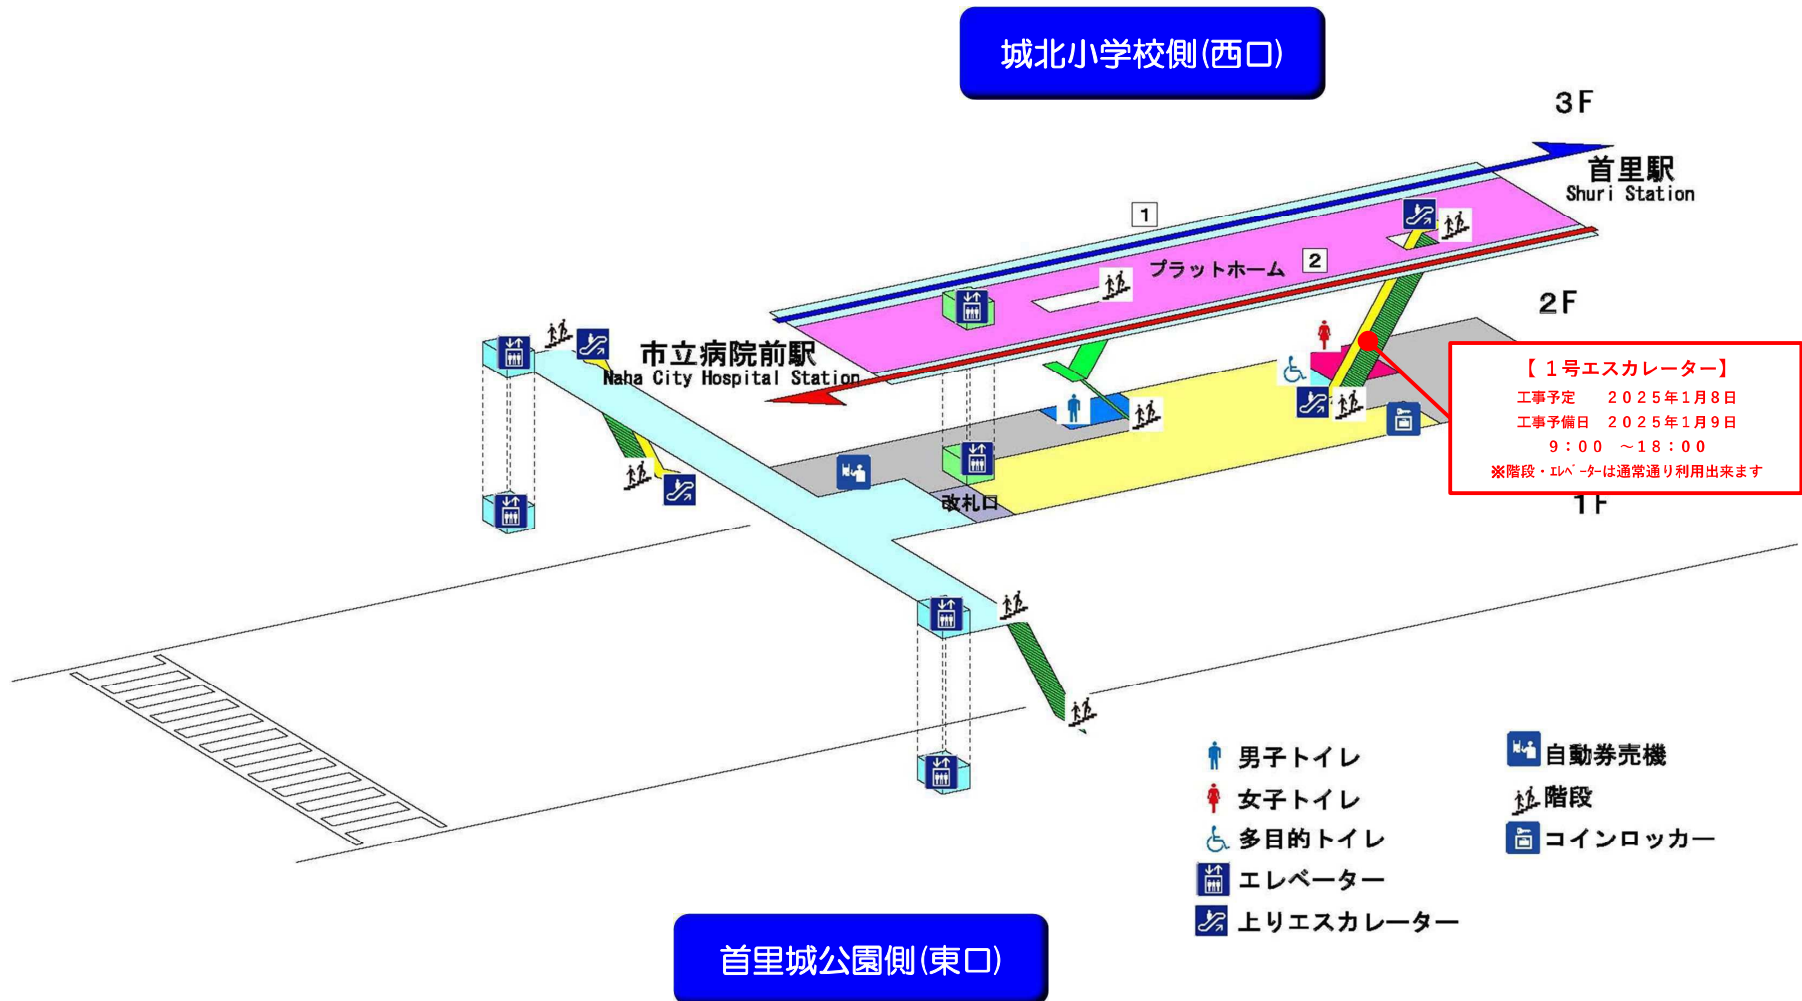 城北小学校側(西口)
3F
首里駅
Shuri Station
1
プラットホーム
2
2F
市立病院前駅
Naha City Hospital Station
【 1号エスカレーター】
工事予定 2025年1月8日
工事予備日 2025年1月9日
9:00 ~18:00
※階段・エレベーターは通常通り利用出来ます
改札口
1F
男子トイレ
女子トイレ
多目的トイレ
エレベーター
上りエスカレーター
自動券売機
階段
コインロッカー
首里城公園側(東口)